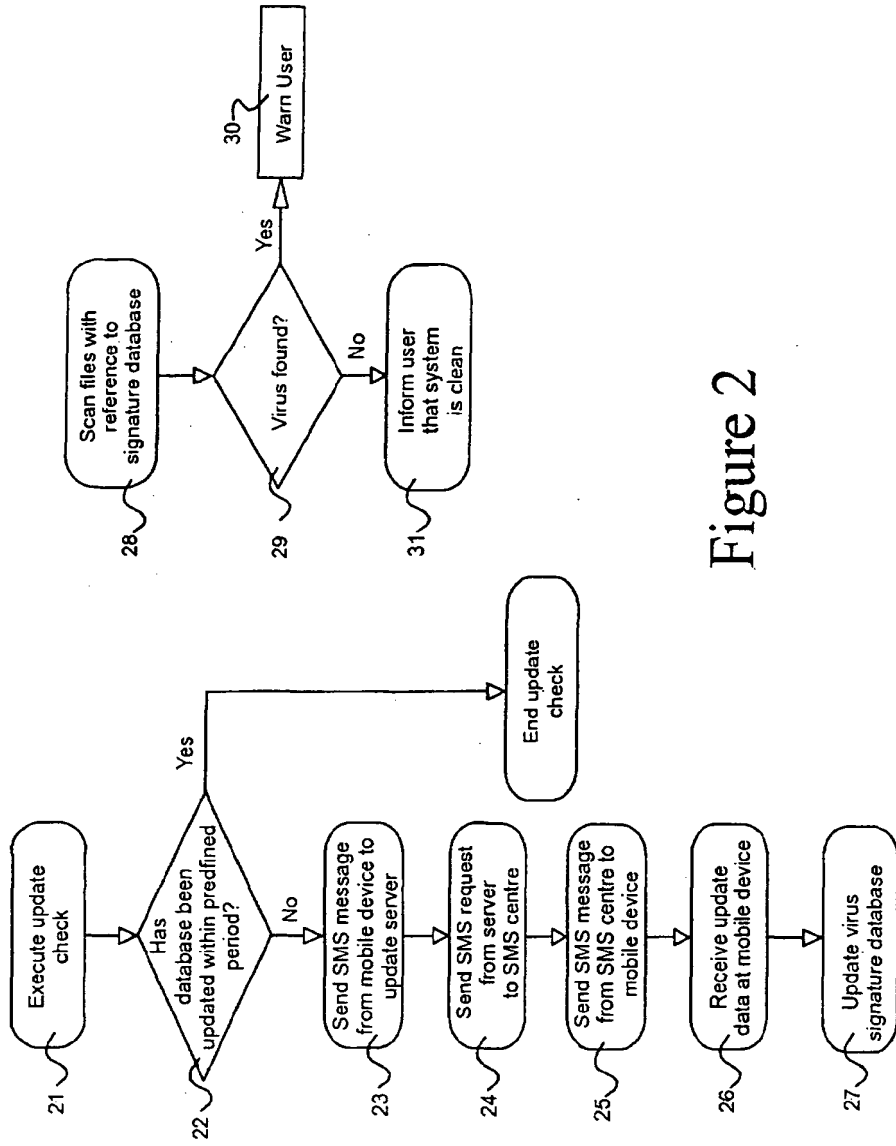 21
Execute update
check
22
Has
database been
updated within predfined
period?
Yes
No
End update
check
23
Send SMS message
from mobile device to
update server
24
Send SMS request
from server
to SMS centre
25
Send SMS message
from SMS centre to
mobile device
26
Receive update
data at mobile device
27
Update virus
signature database
28
Scan files with
reference to
signature database
29
Virus found?
Yes
30
Warn User
No
31
Inform user
that system
is clean
Figure 2